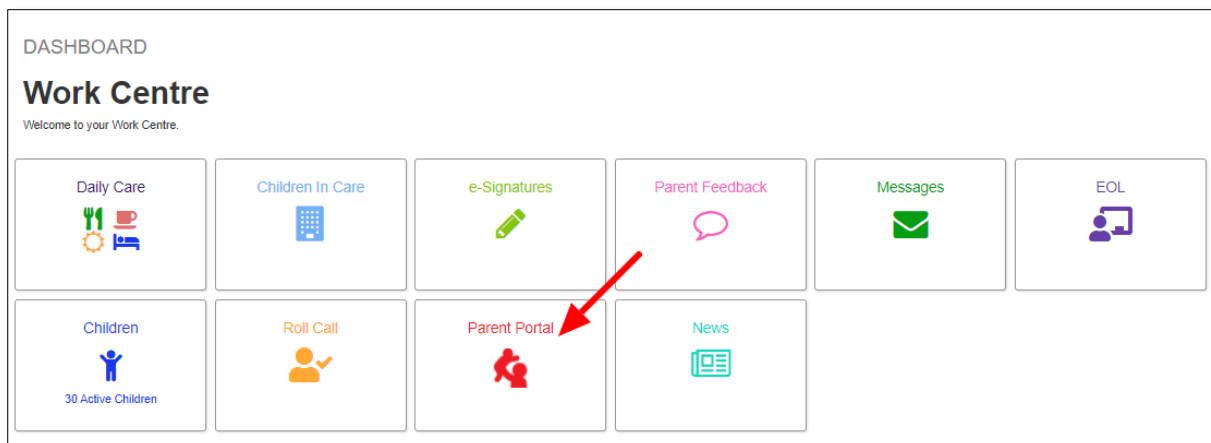 DASHBOARD
Work Centre
Welcome to your Work Centre.
Daily Care
Children In Care
e-Signatures
Parent Feedback
Messages
EOL
Children
30 Active Children
Roll Call
Parent Portal
News